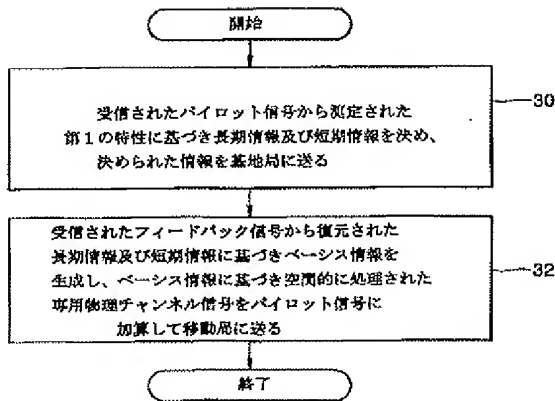 開始
受信されたパイロット信号から測定された
第1の特性に基づき長期情報及び短期情報を決め、
決められた情報を基地局に送る
30
受信されたフィードバック信号から復元された
長期情報及び短期情報に基づきベーシス情報を
生成し、ベーシス情報に基づき空間的に処理された
専用物理チャンネル信号をパイロット信号に
加算して移動局に送る
32
終了